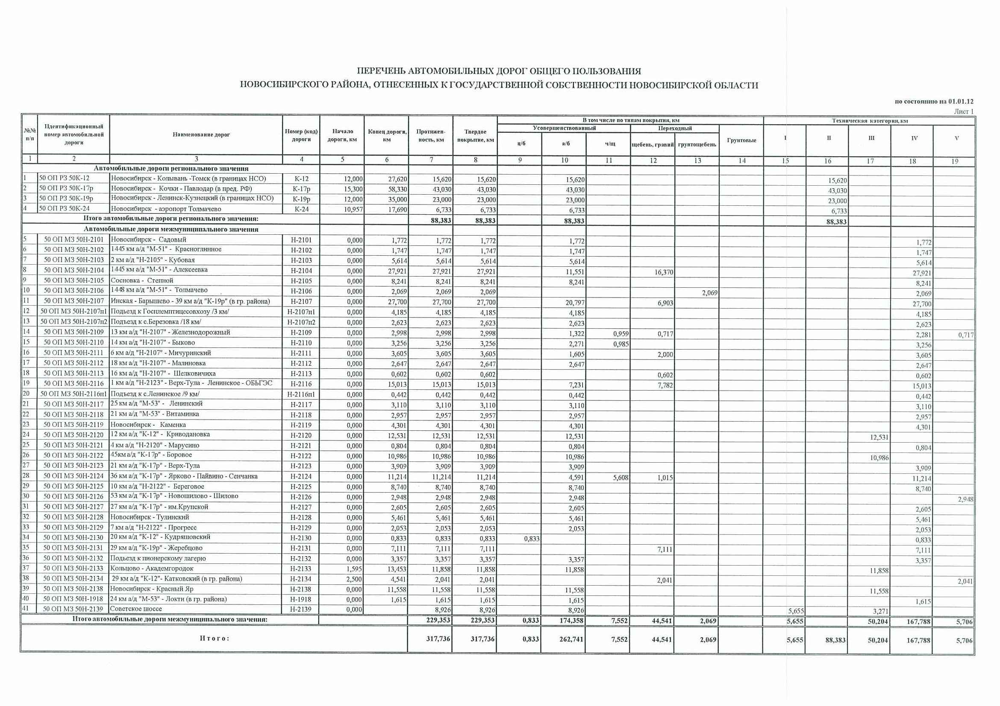 ПЕРЕЧЕНЬ АВТОМОБИЛЬНЫХ ДОРОГ ОБЩЕГО ПОЛЬЗОВАНИЯ
НОВОСИБИРСКОГО РАЙОНА, ОТНЕСЕННЫХ К ГОСУДАРСТВЕННОЙ СОБСТВЕННОСТИ НОВОСИБИРСКОЙ ОБЛАСТИ
по состоянию на 01.01.12
Лист 1
№№ п/п Идентификационный номер автомобильной дороги Наименование дорог Номер (код) дороги Начало дороги, км Конец дороги, км Протяжен-ность, км Твердое покрытие, км В том числе по типам покрытия, км Техническая категория, км
Усовершенствованный Переходный Грунтовые I II III IV V
ц/б а/б ч/щ щебень, гравий грунтощебень
1 2 3 4 5 6 7 8 9 10 11 12 13 14 15 16 17 18 19
Автомобильные дороги регионального значения
1 50 ОП РЗ 50К-12 Новосибирск - Колывань -Томск (в границах НСО) К-12 12,000 27,620 15,620 15,620 15,620 15,620
2 50 ОП РЗ 50К-17р Новосибирск - Кочки - Павлодар (в пред. РФ) К-17р 15,300 58,330 43,030 43,030 43,030 43,030
3 50 ОП РЗ 50К-19р Новосибирск - Ленинск-Кузнецкий (в границах НСО) К-19р 12,000 35,000 23,000 23,000 23,000 23,000
4 50 ОП РЗ 50К-24 Новосибирск - аэропорт Толмачево К-24 10,957 17,690 6,733 6,733 6,733 6,733
Итого автомобильные дороги регионального значения: 88,383 88,383 88,383 88,383
Автомобильные дороги межмуниципального значения
5 50 ОП МЗ 50Н-2101 Новосибирск - Садовый Н-2101 0,000 1,772 1,772 1,772 1,772 1,772
6 50 ОП МЗ 50Н-2102 1445 км а/д "М-51" - Красноглинное Н-2102 0,000 1,747 1,747 1,747 1,747 1,747
7 50 ОП МЗ 50Н-2103 2 км а/д "Н-2105" - Кубовая Н-2103 0,000 5,614 5,614 5,614 5,614 5,614
8 50 ОП МЗ 50Н-2104 1445 км а/д "М-51" - Алексеевка Н-2104 0,000 27,921 27,921 27,921 11,551 16,370 27,921
9 50 ОП МЗ 50Н-2105 Сосновка - Степной Н-2105 0,000 8,241 8,241 8,241 8,241 8,241
10 50 ОП МЗ 50Н-2106 1448 км а/д "М-51" - Толмачево Н-2106 0,000 2,069 2,069 2,069 2,069 2,069
11 50 ОП МЗ 50Н-2107 Инская - Барышево - 39 км а/д "К-19р" (в гр. района) Н-2107 0,000 27,700 27,700 27,700 20,797 6,903 27,700
12 50 ОП МЗ 50Н-2107п1 Подъезд к Госплемптицесовхозу /3 км/ Н-2107п1 0,000 4,185 4,185 4,185 4,185 4,185
13 50 ОП МЗ 50Н-2107п2 Подъезд к с.Березовка /18 км/ Н-2107п2 0,000 2,623 2,623 2,623 2,623 2,623
14 50 ОП МЗ 50Н-2109 13 км а/д "Н-2107" - Железнодорожный Н-2109 0,000 2,998 2,998 2,998 1,322 0,959 0,717 2,281 0,717
15 50 ОП МЗ 50Н-2110 14 км а/д "Н-2107" - Быково Н-2110 0,000 3,256 3,256 3,256 2,271 0,985 3,256
16 50 ОП МЗ 50Н-2111 6 км а/д "Н-2107" - Мичуринский Н-2111 0,000 3,605 3,605 3,605 1,605 2,000 3,605
17 50 ОП МЗ 50Н-2112 18 км а/д "Н-2107" - Малиновка Н-2112 0,000 2,647 2,647 2,647 2,647 2,647
18 50 ОП МЗ 50Н-2113 16 км а/д "Н-2107" - Шелковичиха Н-2113 0,000 0,602 0,602 0,602 0,602 0,602
19 50 ОП МЗ 50Н-2116 1 км а/д "Н-2123" - Верх-Тула - Ленинское - ОБЬГЭС Н-2116 0,000 15,013 15,013 15,013 7,231 7,782 15,013
20 50 ОП МЗ 50Н-2116п1 Подъезд к с.Ленинское /9 км/ Н-2116п1 0,000 0,442 0,442 0,442 0,442 0,442
21 50 ОП МЗ 50Н-2117 25 км а/д "М-53" - Ленинский Н-2117 0,000 3,110 3,110 3,110 3,110 3,110
22 50 ОП МЗ 50Н-2118 21 км а/д "М-53" - Витаминка Н-2118 0,000 2,957 2,957 2,957 2,957 2,957
23 50 ОП МЗ 50Н-2119 Новосибирск - Каменка Н-2119 0,000 4,301 4,301 4,301 4,301 4,301
24 50 ОП МЗ 50Н-2120 12 км а/д "К-12" - Криводановка Н-2120 0,000 12,531 12,531 12,531 12,531 12,531
25 50 ОП МЗ 50Н-2121 4 км а/д "Н-2120" - Марусино Н-2121 0,000 0,804 0,804 0,804 0,804 0,804
26 50 ОП МЗ 50Н-2122 45км а/д "К-17р" - Боровое Н-2122 0,000 10,986 10,986 10,986 10,986 10,986
27 50 ОП МЗ 50Н-2123 21 км а/д "К-17р" - Верх-Тула Н-2123 0,000 3,909 3,909 3,909 3,909 3,909
28 50 ОП МЗ 50Н-2124 36 км а/д "К-17р" - Ярково - Пайвино - Сенчанка Н-2124 0,000 11,214 11,214 11,214 4,591 5,608 1,015 11,214
29 50 ОП МЗ 50Н-2125 10 км а/д "Н-2122" - Береговое Н-2125 0,000 8,740 8,740 8,740 8,740 8,740
30 50 ОП МЗ 50Н-2126 53 км а/д "К-17р" - Новошилово - Шилово Н-2126 0,000 2,948 2,948 2,948 2,948 2,948
31 50 ОП МЗ 50Н-2127 27 км а/д "К-17р" - им.Крупской Н-2127 0,000 2,605 2,605 2,605 2,605 2,605
32 50 ОП МЗ 50Н-2128 Новосибирск - Тулинский Н-2128 0,000 5,461 5,461 5,461 5,461 5,461
33 50 ОП МЗ 50Н-2129 7 км а/д "Н-2122" - Прогресс Н-2129 0,000 2,053 2,053 2,053 2,053 2,053
34 50 ОП МЗ 50Н-2130 20 км а/д "К-12" - Кудряшовский Н-2130 0,000 0,833 0,833 0,833 0,833 0,833
35 50 ОП МЗ 50Н-2131 29 км а/д "К-19р" - Жеребцово Н-2131 0,000 7,111 7,111 7,111 7,111 7,111
36 50 ОП МЗ 50Н-2132 Подьезд к пионерскому лагерю Н-2132 0,000 3,357 3,357 3,357 3,357 3,357
37 50 ОП МЗ 50Н-2133 Кольцово - Академгородок Н-2133 1,595 13,453 11,858 11,858 11,858 11,858
38 50 ОП МЗ 50Н-2134 29 км а/д "К-12"- Катковский (в гр. района) Н-2134 2,500 4,541 2,041 2,041 2,041 2,041
39 50 ОП МЗ 50Н-2138 Новосибирск - Красный Яр Н-2138 0,000 11,558 11,558 11,558 11,558 11,558
40 50 ОП МЗ 50Н-1918 24 км а/д "М-53" - Локти (в гр. района) Н-1918 0,000 1,615 1,615 1,615 1,615 1,615
41 50 ОП МЗ 50Н-2139 Советское шоссе Н-2139 0,000 8,926 8,926 8,926 5,655 3,271
Итого автомобильные дороги межмуниципального значения: 229,353 229,353 0,833 174,358 7,552 44,541 2,069 5,655 50,204 167,788 5,706
Итого: 317,736 317,736 0,833 262,741 7,552 44,541 2,069 5,655 88,383 50,204 167,788 5,706